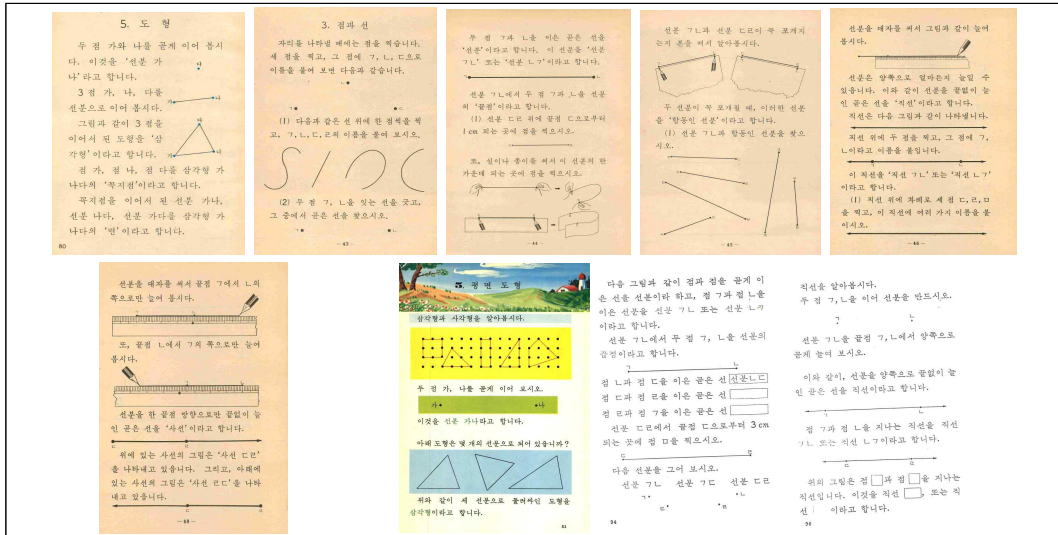 5. 도 형
두 점 가와 나를 곧게 이어 봅시
다. 이것을 '선분 가
나'라고 합니다.
3 점 가, 나, 다를
선분으로 이어 봅시다.
그림과 같이 3 점을
이어서 된 도형을 '삼
각형'이라고 합니다.
점 가, 점 나, 점 다를 삼각형 가
나다의 '꼭지점'이라고 합니다.
꼭지점을 이어서 된 선분 가나,
선분 나다, 선분 가다를 삼각형 가
나다의 '변'이라고 합니다.
80
3. 점과 선
자리를 나타낼 때에는 점을 찍습니다.
세 점을 찍고, 그 점에 ㄱ, ㄴ, ㄷ으로
이름을 붙여 보면 다음과 같습니다.
ㄴ
ㄱ
ㄷ
(1) 다음과 같은 선 위에 한 점씩을 찍
고, ㄱ, ㄴ, ㄷ, ㄹ의 이름을 붙여 보시오.
(2) 두 점 ㄱ, ㄴ을 잇는 선을 긋고,
그 중에서 곧은 선을 찾으시오.
ㄱ ㄴ
- 43 -
두 점 ㄱ과 ㄴ을 이은 곧은 선을
'선분'이라고 합니다. 이 선분을 '선분
ㄱㄴ' 또는 '선분 ㄴㄱ'이라고 합니다.
선분 ㄱㄴ에서 두 점 ㄱ과 ㄴ을 선분
의 '끝점'이라고 합니다.
(1) 선분 ㄷㄹ 위에 끝점 ㄷ으로부터
1 cm 되는 곳에 점을 찍으시오.
또, 실이나 종이를 써서 이 선분의 한
가운데 되는 곳에 점을 찍으시오.
- 44 -
선분 ㄱㄴ과 선분 ㄷㄹ이 꼭 포개지
는지 본을 떠서 알아봅시다.
두 선분이 꼭 포개질 때, 이러한 선분
을 '합동인 선분'이라고 합니다.
(1) 선분 ㄱㄴ과 합동인 선분을 찾으
시오.
- 45 -
선분을 대자를 써서 그림과 같이 늘여
봅시다.
선분은 양쪽으로 얼마든지 늘일 수
있습니다. 이와 같이 선분을 끝없이 늘
인 곧은 선을 '직선'이라고 합니다.
직선은 다음 그림과 같이 나타냅니다.
직선 위에 두 점을 찍고, 그 점에 ㄱ,
ㄴ이라고 이름을 붙입니다.
ㄱ ㄴ
이 직선을 '직선 ㄱㄴ' 또는 '직선 ㄴㄱ'
이라고 합니다.
(1) 직선 위에 차례로 세 점 ㄷ, ㄹ, ㅁ
을 찍고, 이 직선에 여러 가지 이름을 붙
이시오.
- 46 -
선분을 대자를 써서 끝점 ㄱ에서 ㄴ의
쪽으로만 늘여 봅시다.
또, 끝점 ㄴ에서 ㄱ의 쪽으로만 늘여
봅시다.
선분을 한 끝점 방향으로만 끝없이 늘
인 곧은 선을 '사선'이라고 합니다.
ㄷ ㄹ
위에 있는 사선의 그림은 '사선 ㄷㄹ'
을 나타내고 있습니다. 그리고, 아래에
있는 사선의 그림은 '사선 ㄹㄷ'을 나타
내고 있습니다.
ㄷ ㄹ
5. 평면 도형
삼각형과 사각형을 알아봅시다.
두 점 가, 나를 곧게 이어 보시오.
가 나
이것을 선분 가나라고 합니다.
아래 도형은 몇 개의 선분으로 되어 있습니까?
위와 같이 세 선분으로 둘러싸인 도형을
삼각형이라고 합니다.
다음 그림과 같이 점과 점을 곧게 이
은 선을 선분이라 하고, 점 ㄱ과 점 ㄴ을
이은 선분을 선분 ㄱㄴ 또는 선분 ㄴㄱ
이라고 합니다.
선분 ㄱㄴ에서 두 점 ㄱ, ㄴ을 선분의
끝점이라고 합니다.
ㄱ ㄴ
점 ㄴ과 점 ㄷ을 이은 곧은 선 선분ㄴㄷ
점 ㄷ과 점 ㄹ을 이은 곧은 선
점 ㄹ과 점 ㄱ을 이은 곧은 선
선분 ㄷㄹ에서 끝점 ㄷ으로부터 3 cm
되는 곳에 점 ㅁ을 찍으시오.
ㄷ ㄹ
다음 선분을 그어 보시오.
선분 ㄱㄴ 선분 ㄱㄷ 선분 ㄷㄹ
ㄱ ㄴ
ㄷ ㄹ
94
직선을 알아봅시다.
두 점 ㄱ, ㄴ을 이어 선분을 만드시오.
ㄱ ㄴ
선분 ㄱㄴ을 끝점 ㄱ, ㄴ에서 양쪽으로
곧게 늘여 보시오.
이와 같이, 선분을 양쪽으로 끝없이 늘
인 곧은 선을 직선이라고 합니다.
ㄱ ㄴ
점 ㄱ과 점 ㄴ을 지나는 직선을 직선
ㄱㄴ 또는 직선 ㄴㄱ이라고 합니다.
ㄷ ㄹ
위의 그림은 점 과 점 을 지나는
직선입니다. 이것을 직선 , 또는 직
선 이라고 합니다.